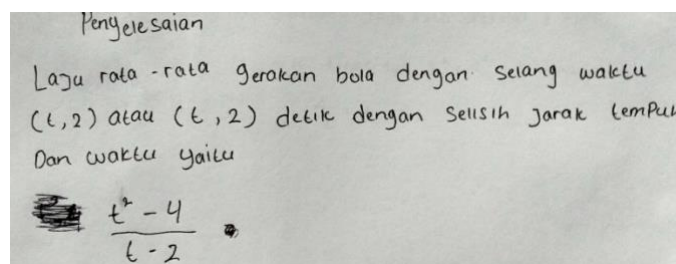 Penyelesaian
Laju rata-rata gerakan bola dengan selang waktu
(t,2) atau (t,2) detik dengan selisih jarak tempu
Dan waktu yaitu
t² - 4
t - 2